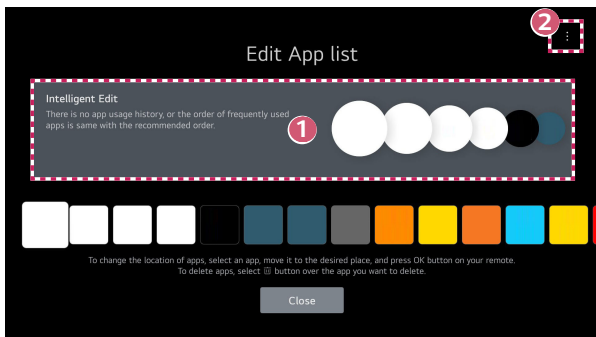 2
Edit App list
Intelligent Edit
There is no app usage history, or the order of frequently used
apps is same with the recommended order.
1
To change the location of apps, select an app, move it to the desired place, and press OK button on your remote.
To delete apps, select button over the app you want to delete.
Close